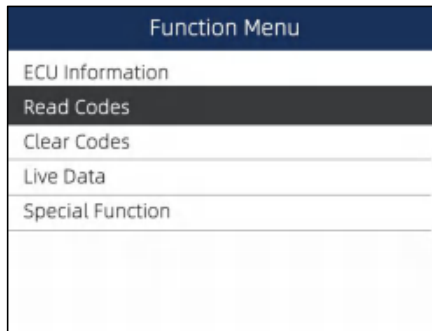 Function Menu
ECU Information
Read Codes
Clear Codes
Live Data
Special Function